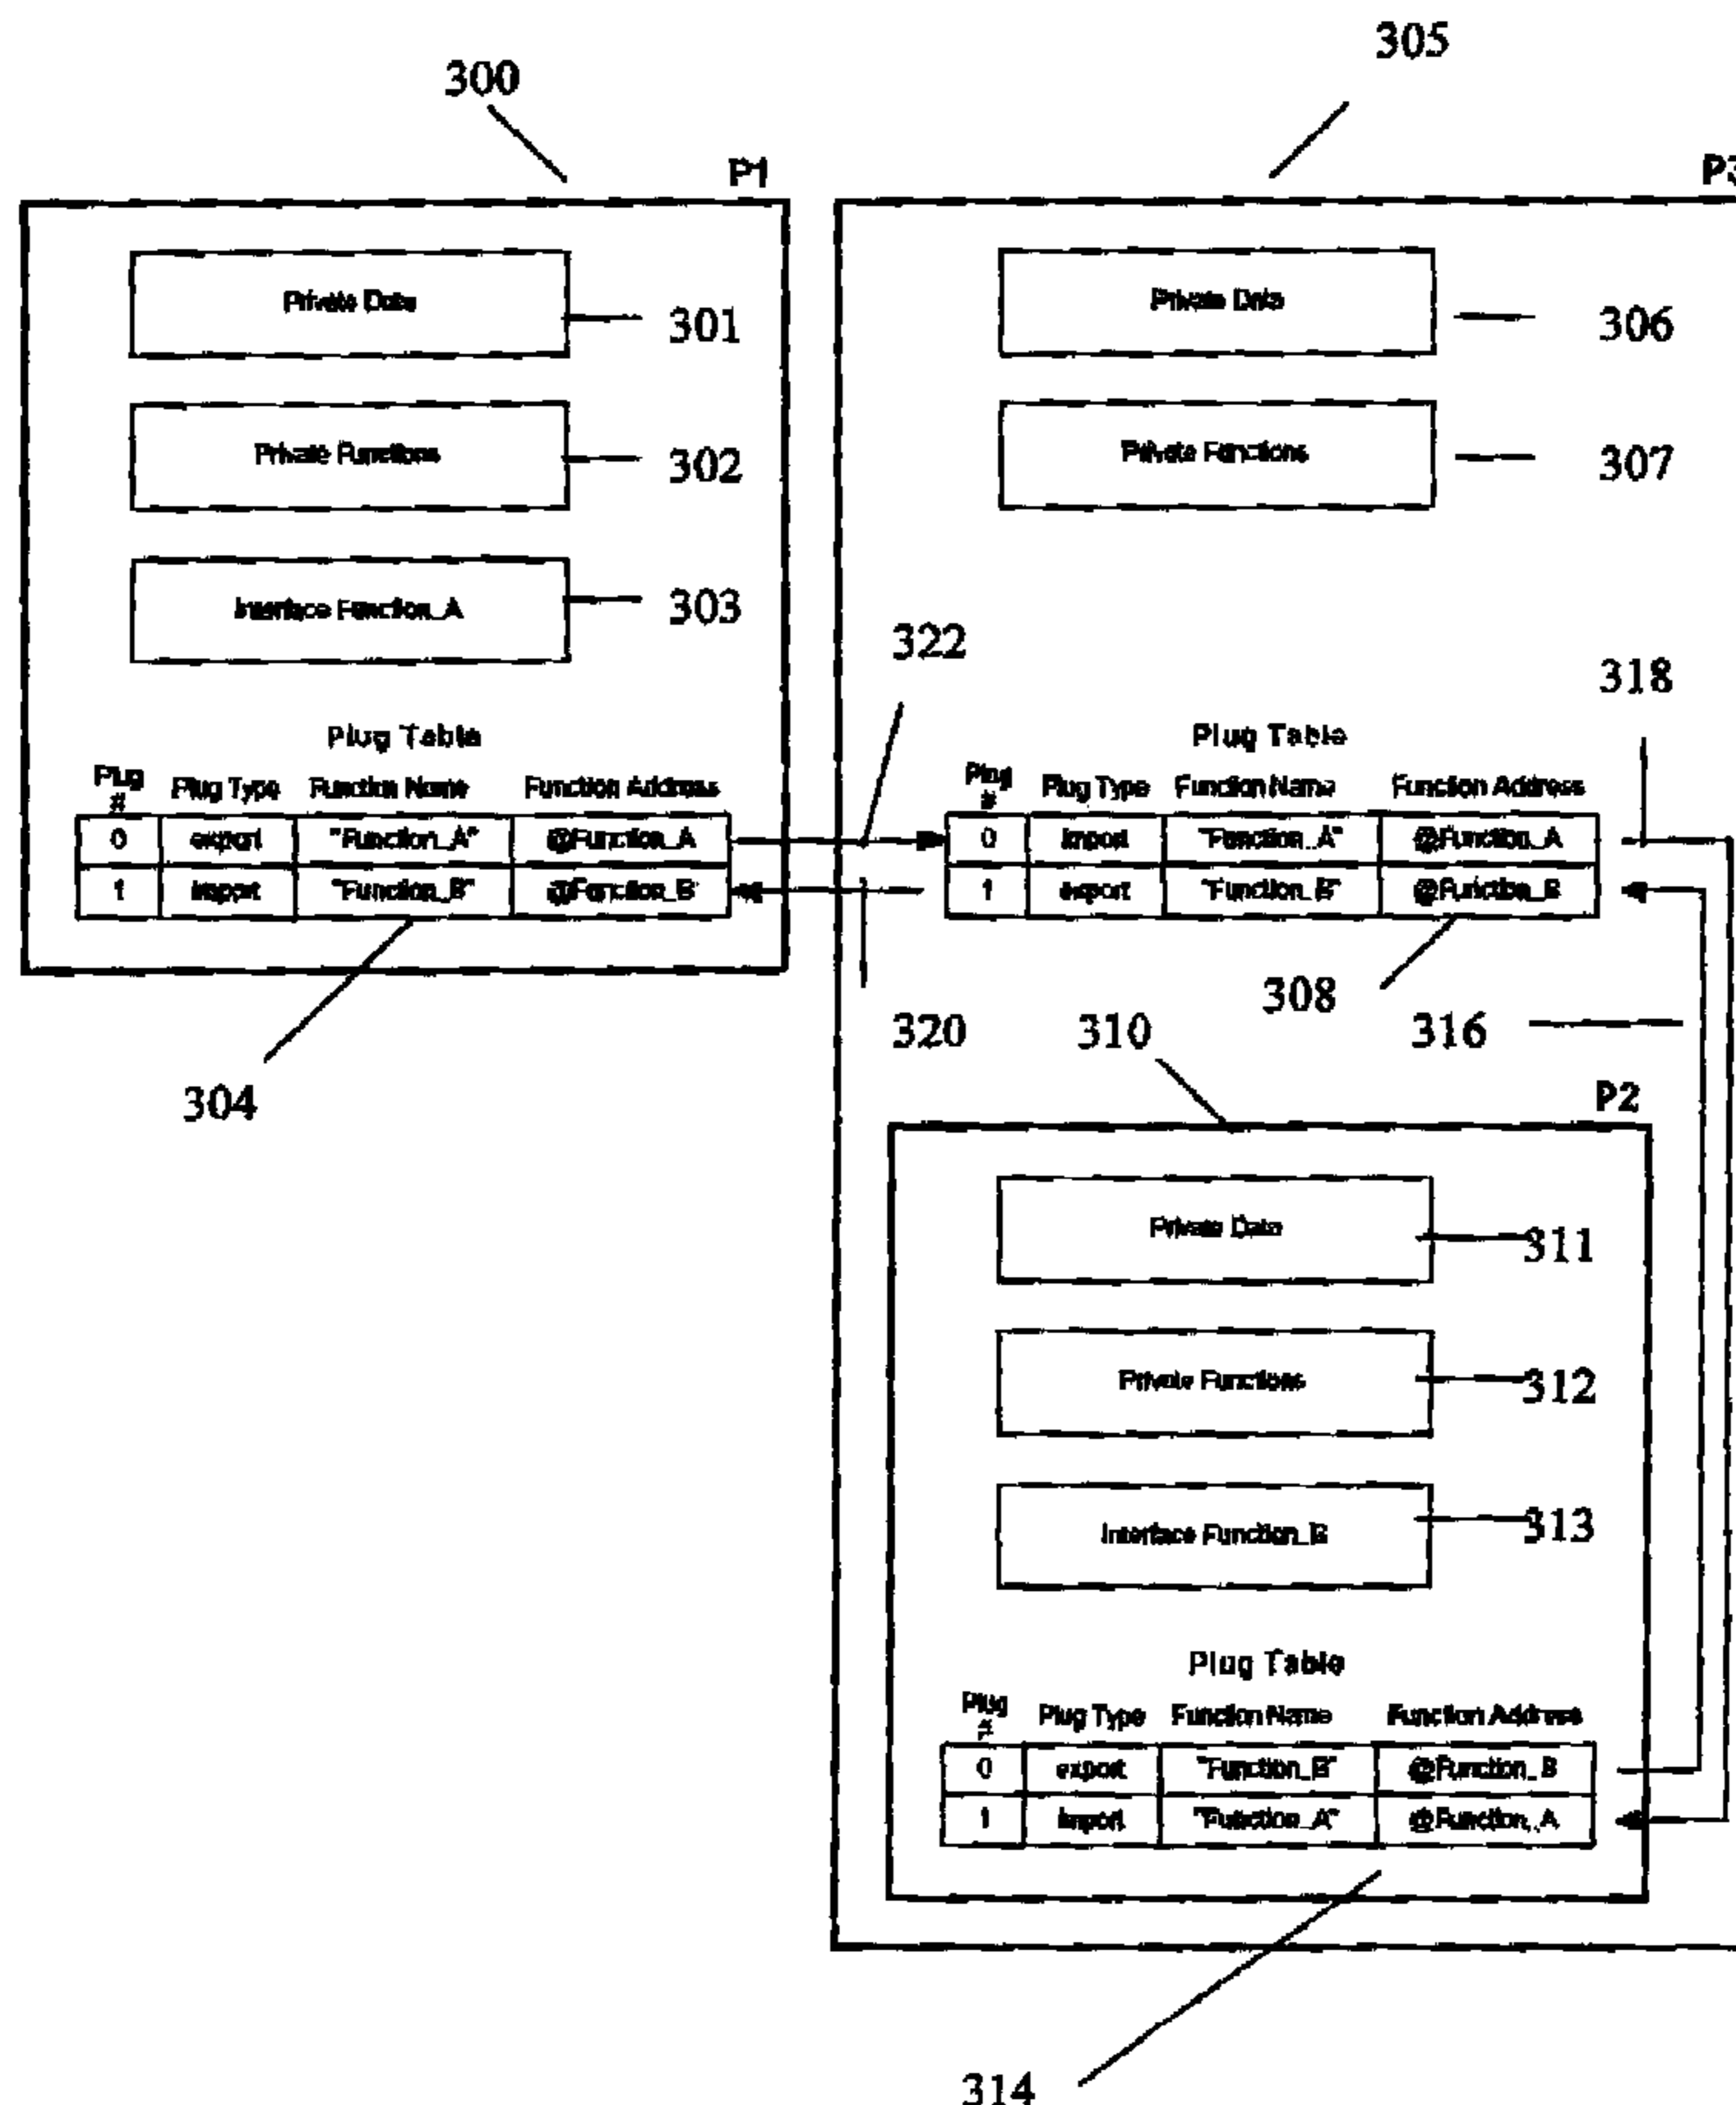 305
300
P1
P3
Private Data
301
Private Data
306
Private Functions
302
Private Functions
307
Interface Function_A
303
322
318
Plug Table
Plug # Plug Type Function Name Function Address
0 export "Function_A" @Function_A
1 import "Function_B" @Function_B
Plug Table
Plug # Plug Type Function Name Function Address
0 import "Function_A" @Function_A
1 export "Function_B" @Function_B
308
320
310
316
304
P2
Private Data
311
Private Functions
312
Interface Function_B
313
Plug Table
Plug # Plug Type Function Name Function Address
0 export "Function_B" @Function_B
1 import "Function_A" @Function_A
314